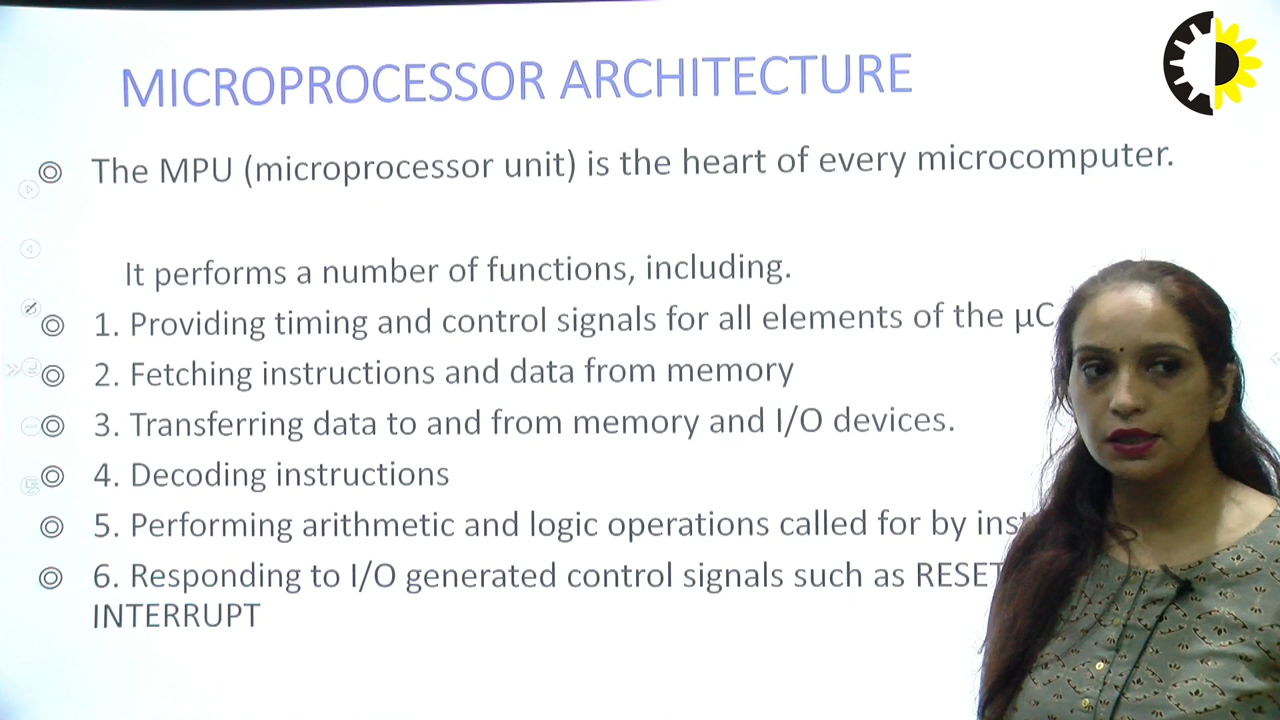 MICROPROCESSOR ARCHITECTURE
The MPU (microprocessor unit) is the heart of every microcomputer.
It performs a number of functions, including.
1. Providing timing and control signals for all elements of the μC
2. Fetching instructions and data from memory
3. Transferring data to and from memory and I/O devices.
4. Decoding instructions
5. Performing arithmetic and logic operations called for by
6. Responding to I/O generated control signals such as RESET
INTERRUPT